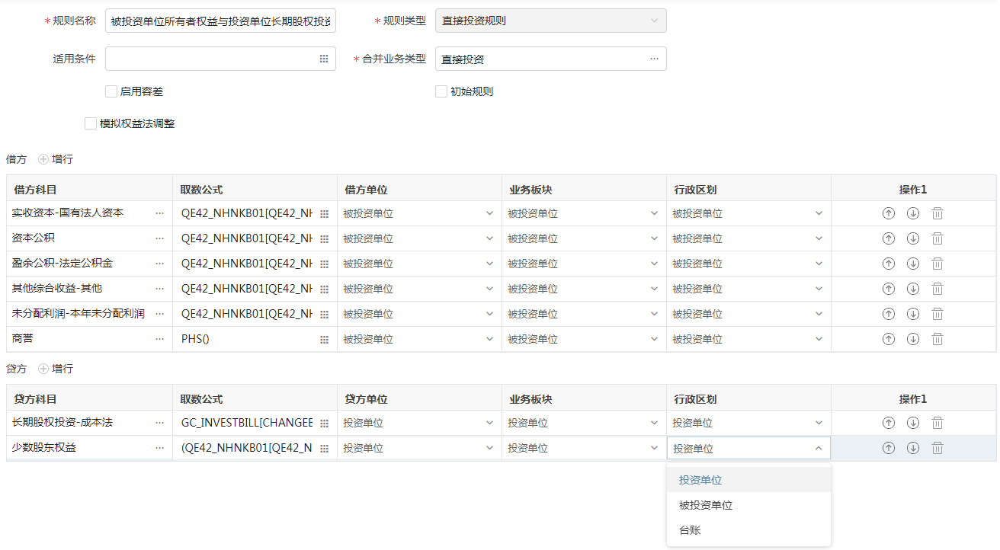 * 规则名称 被投资单位所有者权益与投资单位长期股权投资 * 规则类型 直接投资规则
适用条件 * 合并业务类型 直接投资 ...
启用容差 初始规则
模拟权益法调整
借方 增行
借方科目 取数公式 借方单位 业务板块 行政区划 操作1
实收资本-国有法人资本 ... QE42_NHNKB01[QE42_NH 被投资单位 被投资单位 被投资单位
资本公积 ... QE42_NHNKB01[QE42_NH 被投资单位 被投资单位 被投资单位
盈余公积-法定公积金 ... QE42_NHNKB01[QE42_NH 被投资单位 被投资单位 被投资单位
其他综合收益-其他 ... QE42_NHNKB01[QE42_NH 被投资单位 被投资单位 被投资单位
未分配利润-本年未分配利润 ... QE42_NHNKB01[QE42_NH 被投资单位 被投资单位 被投资单位
商誉 ... PHS() 被投资单位 被投资单位 被投资单位
贷方 增行
贷方科目 取数公式 贷方单位 业务板块 行政区划 操作1
长期股权投资-成本法 ... GC_INVESTBILL[CHANGEE 投资单位 投资单位 投资单位
少数股东权益 ... (QE42_NHNKB01[QE42_N 投资单位 投资单位 投资单位
投资单位
被投资单位
台账